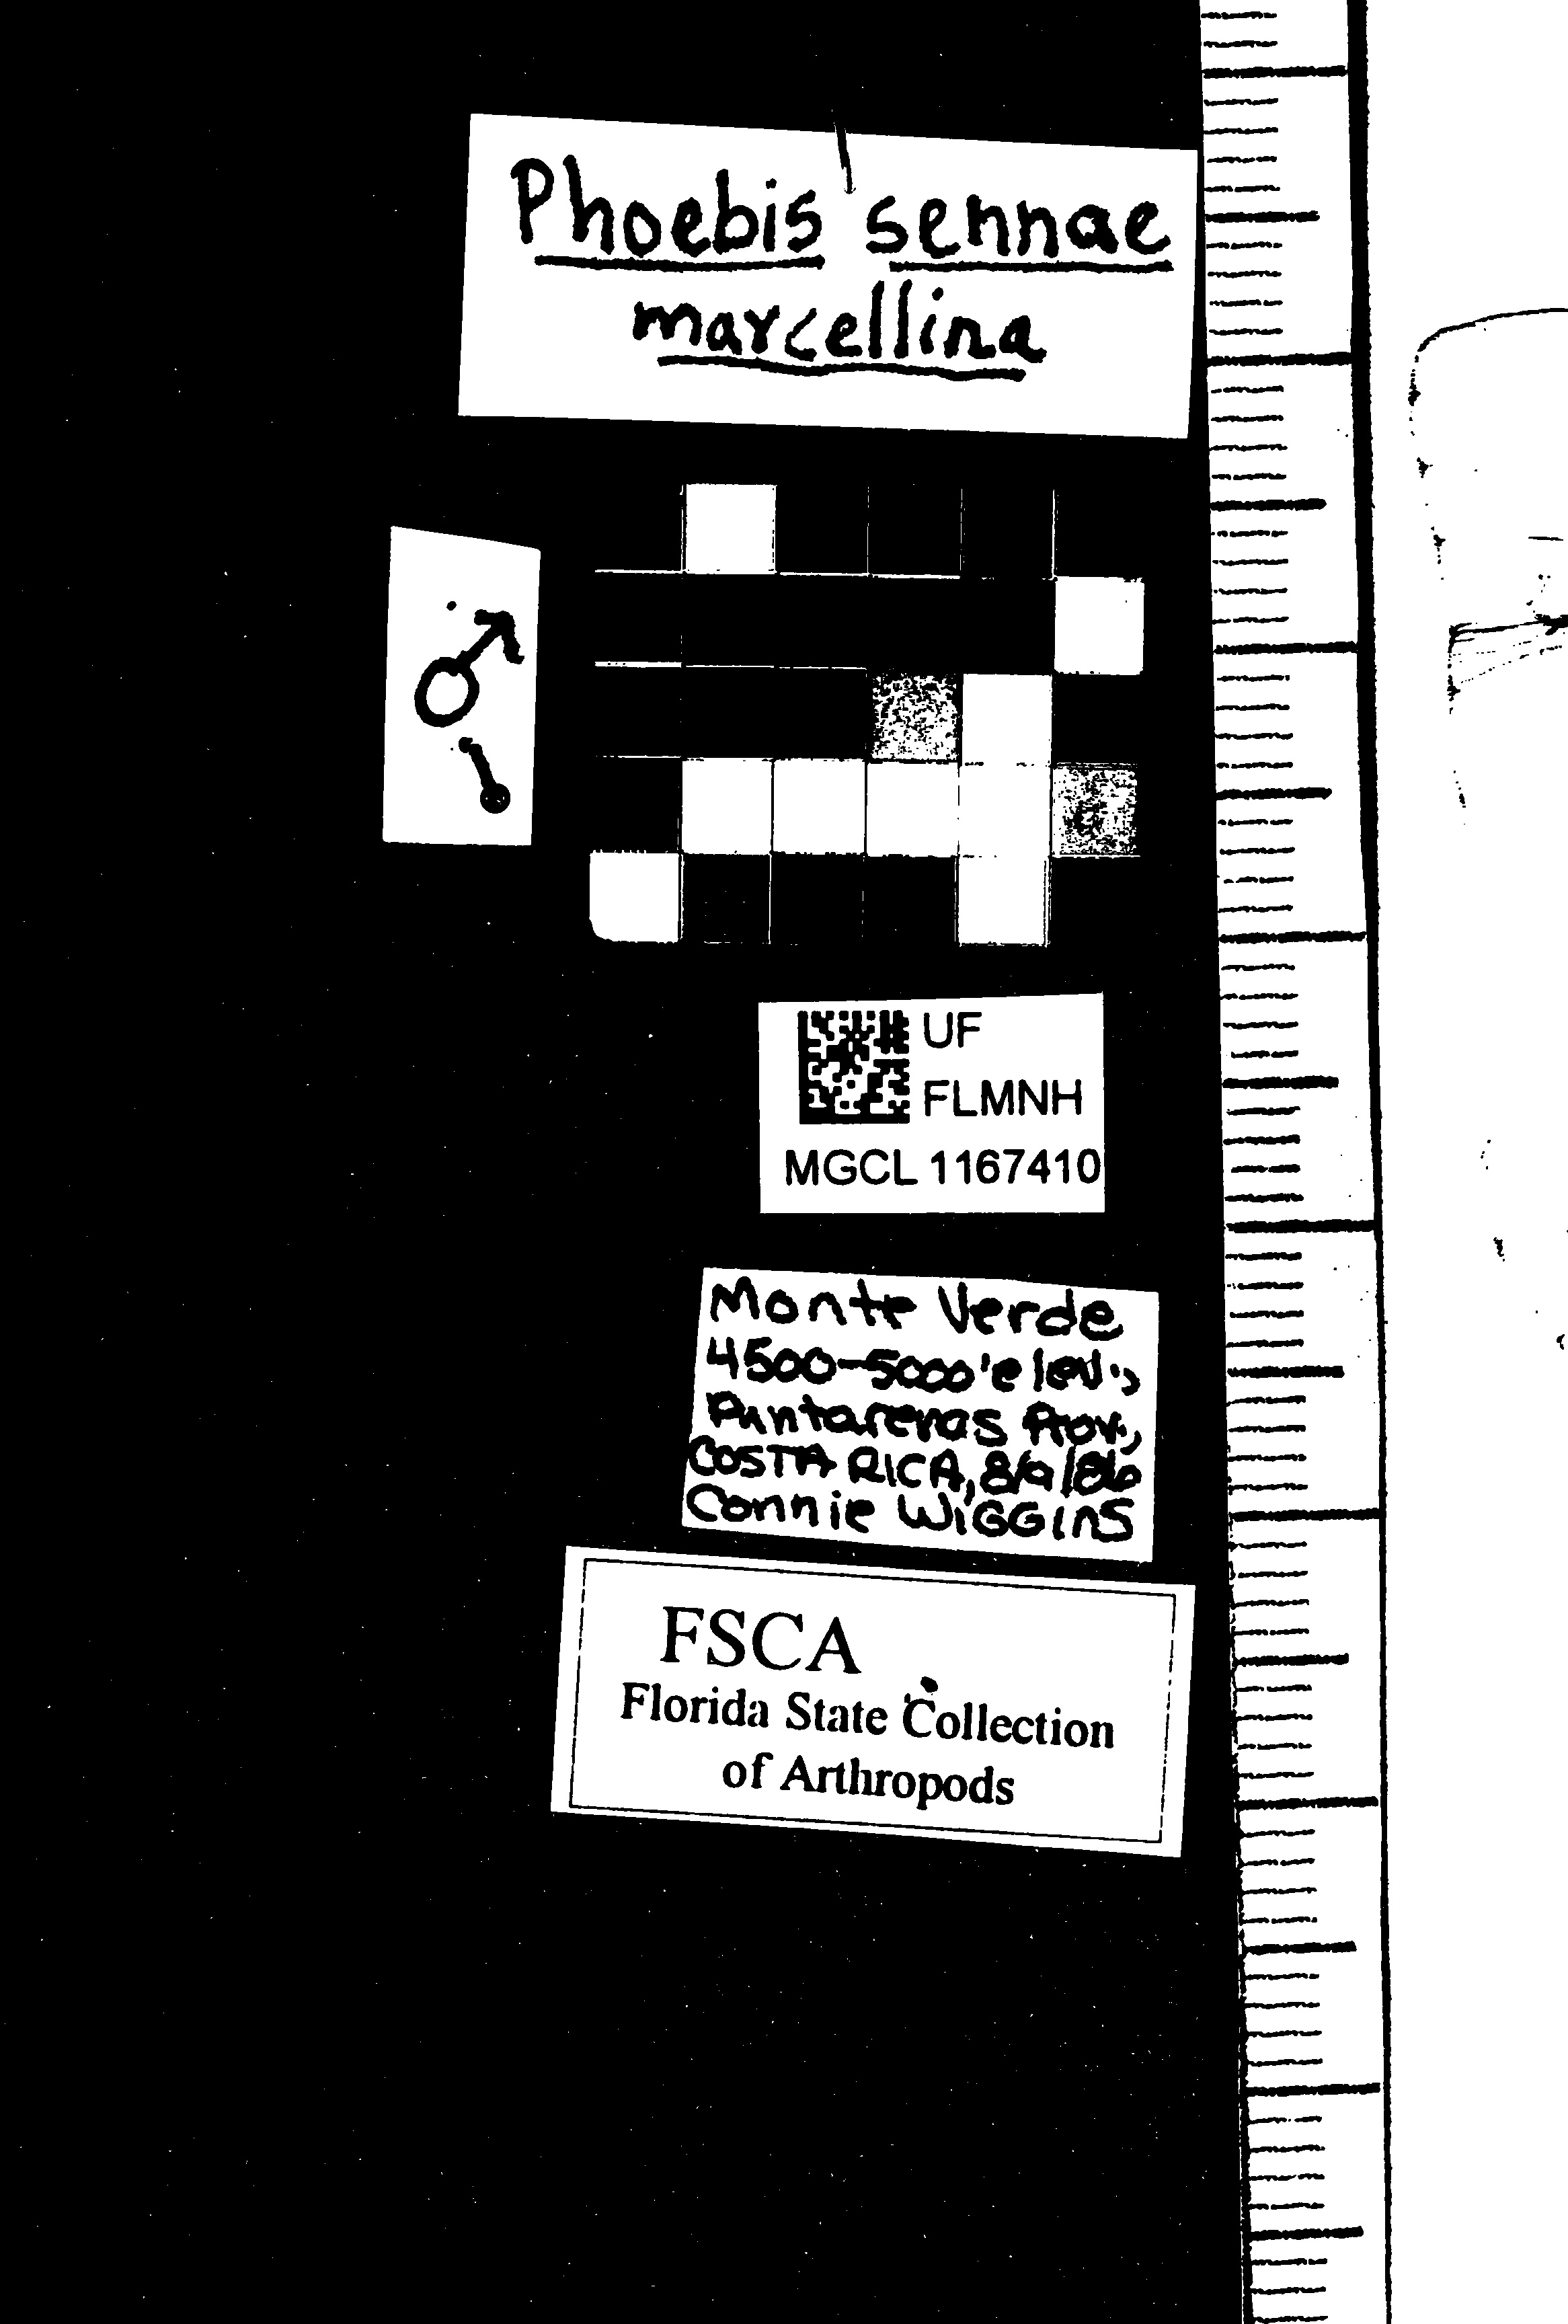 Phoebis sennae
marcellina
♂
UF
FLMNH
MGCL 1167410
Monte Verde
4500-5000' elev.,
Puntarenas Prov.,
COSTA RICA, 8/9/86
Connie WIGGINS
FSCA
Florida State Collection
of Arthropods